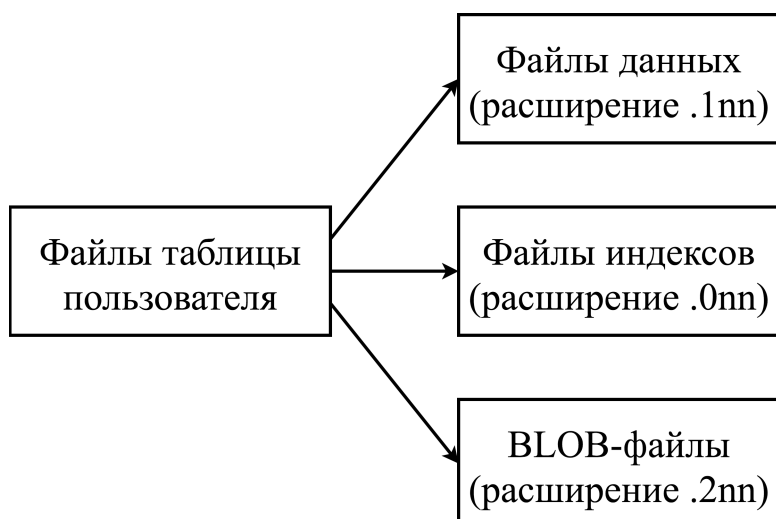 Файлы данных
(расширение .1nn)
Файлы таблицы
пользователя
Файлы индексов
(расширение .0nn)
BLOB-файлы
(расширение .2nn)